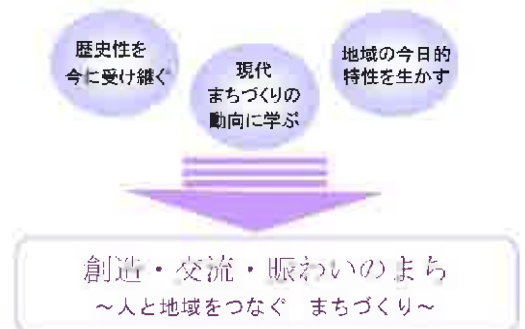 歴史性を
今に受け継ぐ
現代
まちづくりの
動向に学ぶ
地域の今日的
特性を生かす
創造・交流・賑わいのまち
～人と地域をつなぐ　まちづくり～